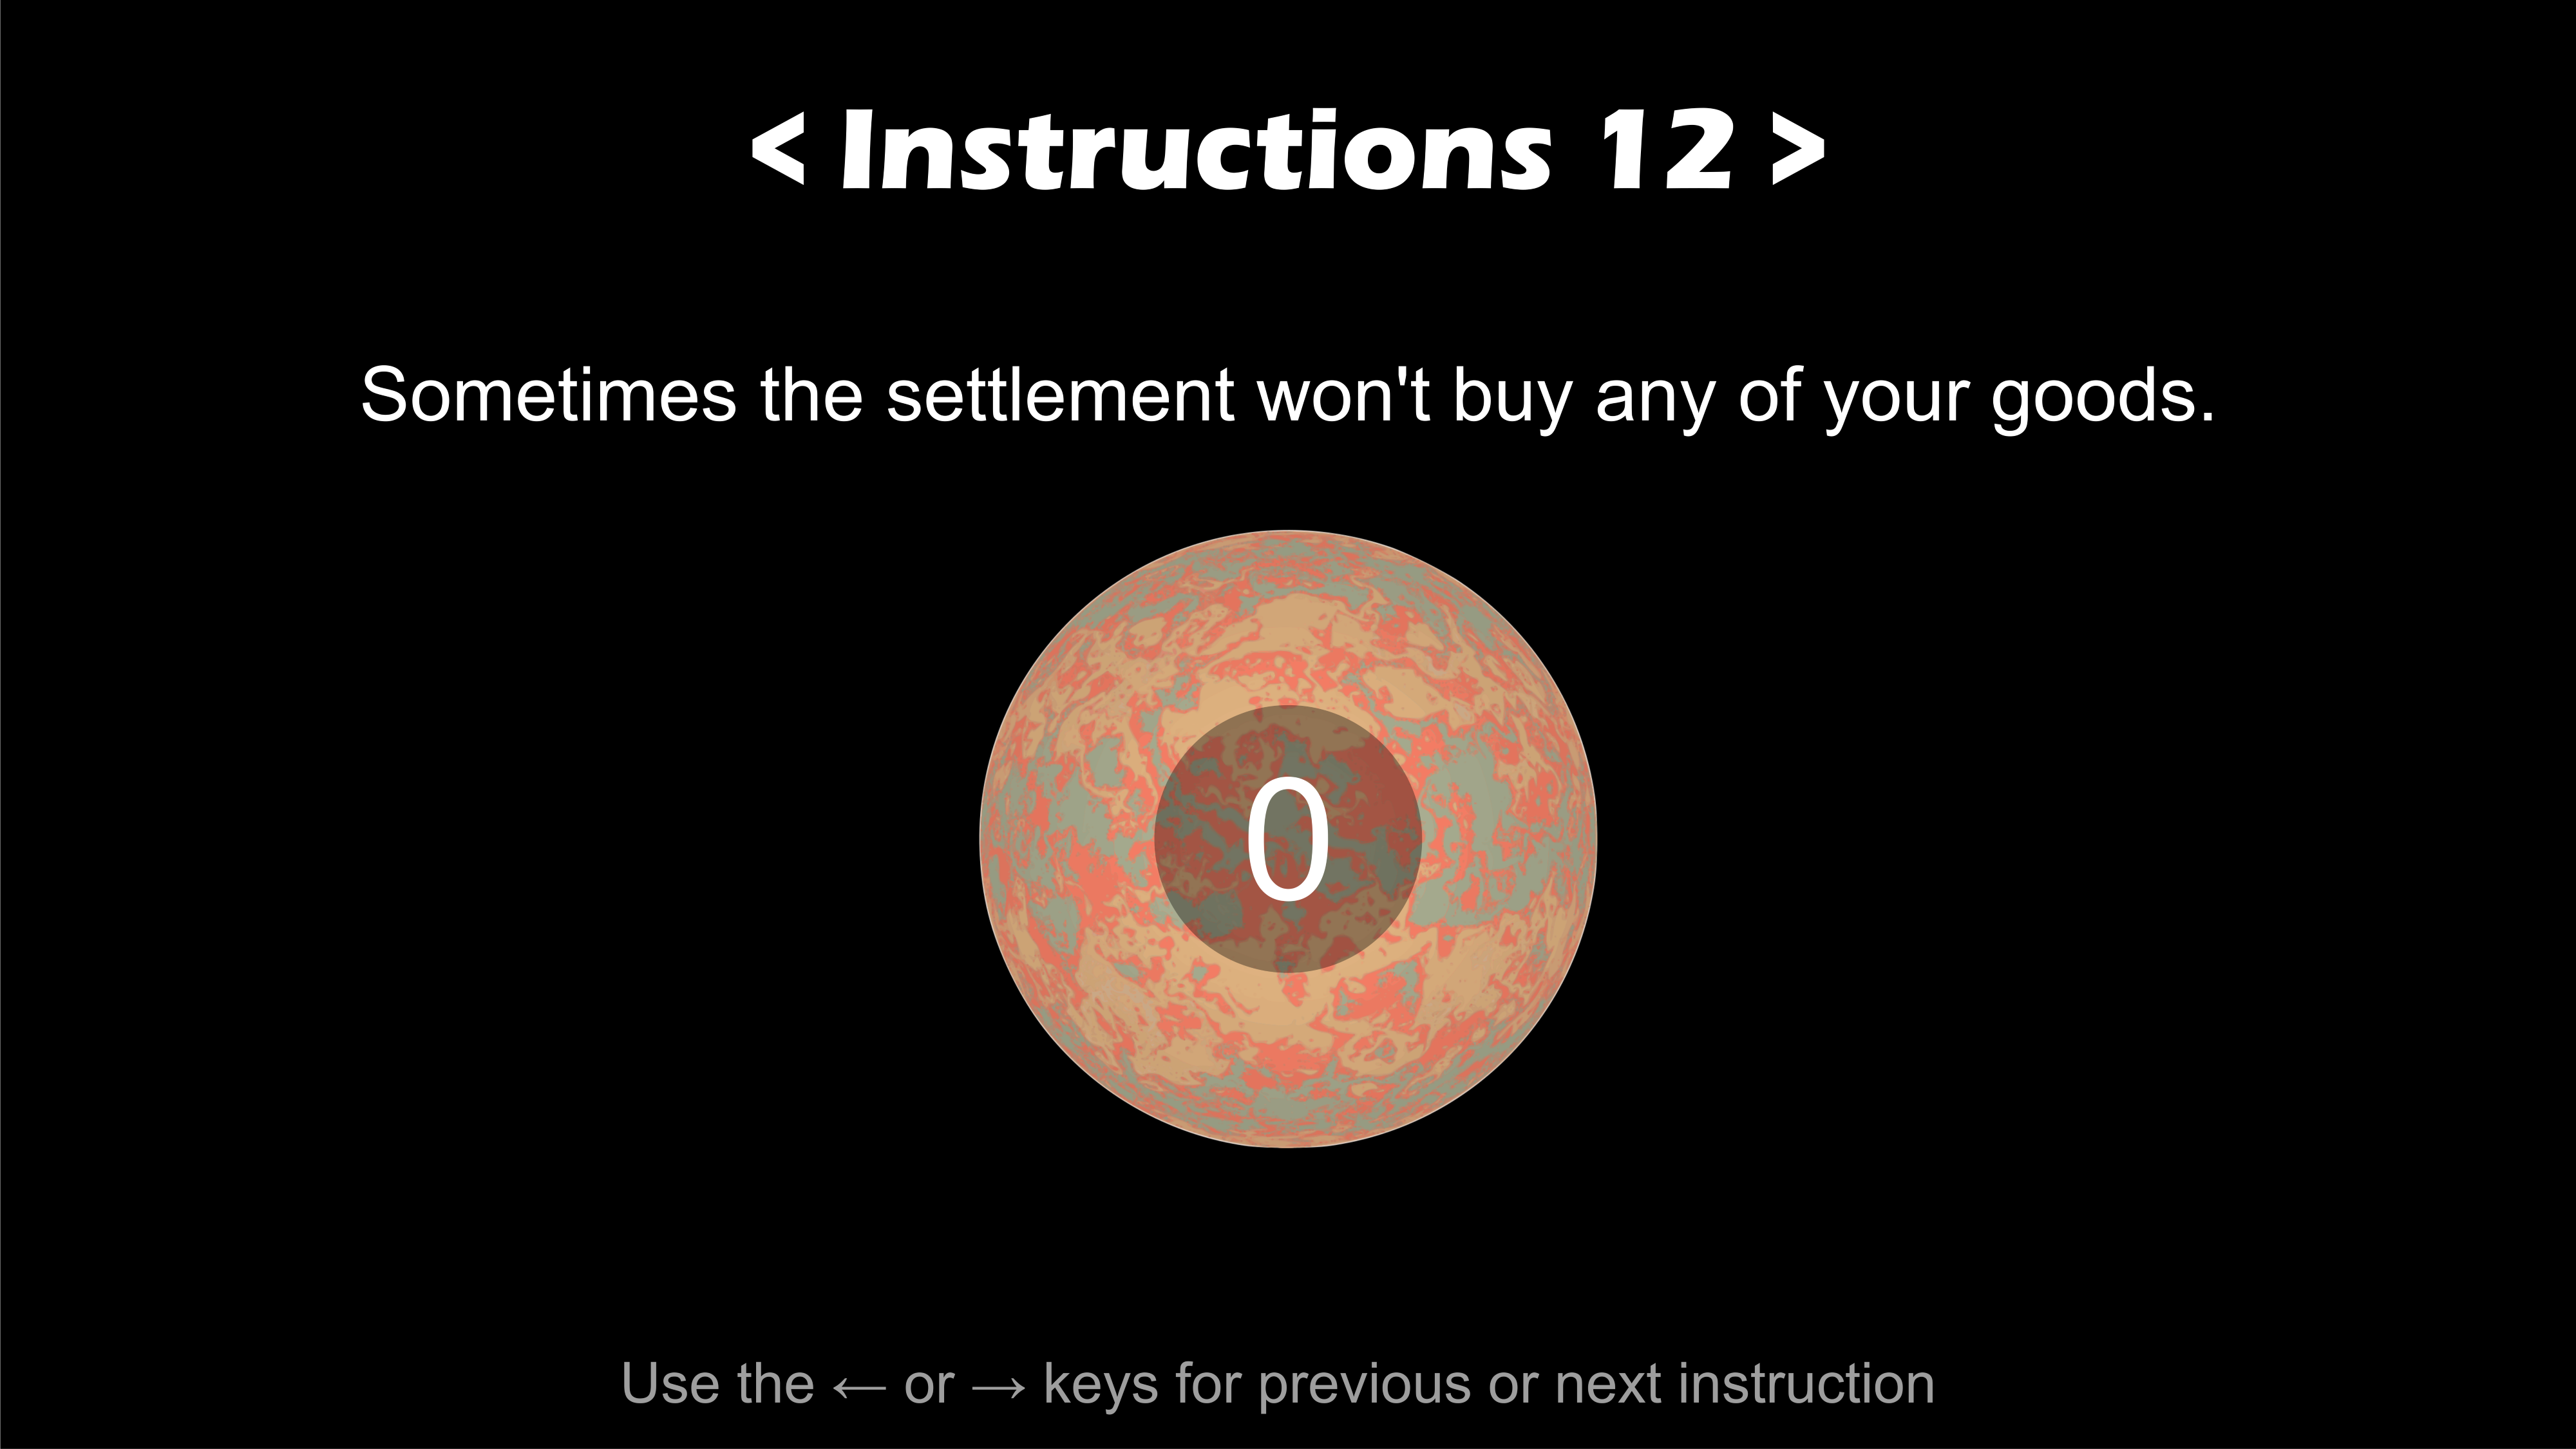 < Instructions 12 >
Sometimes the settlement won't buy any of your goods.
0
Use the ← or → keys for previous or next instruction